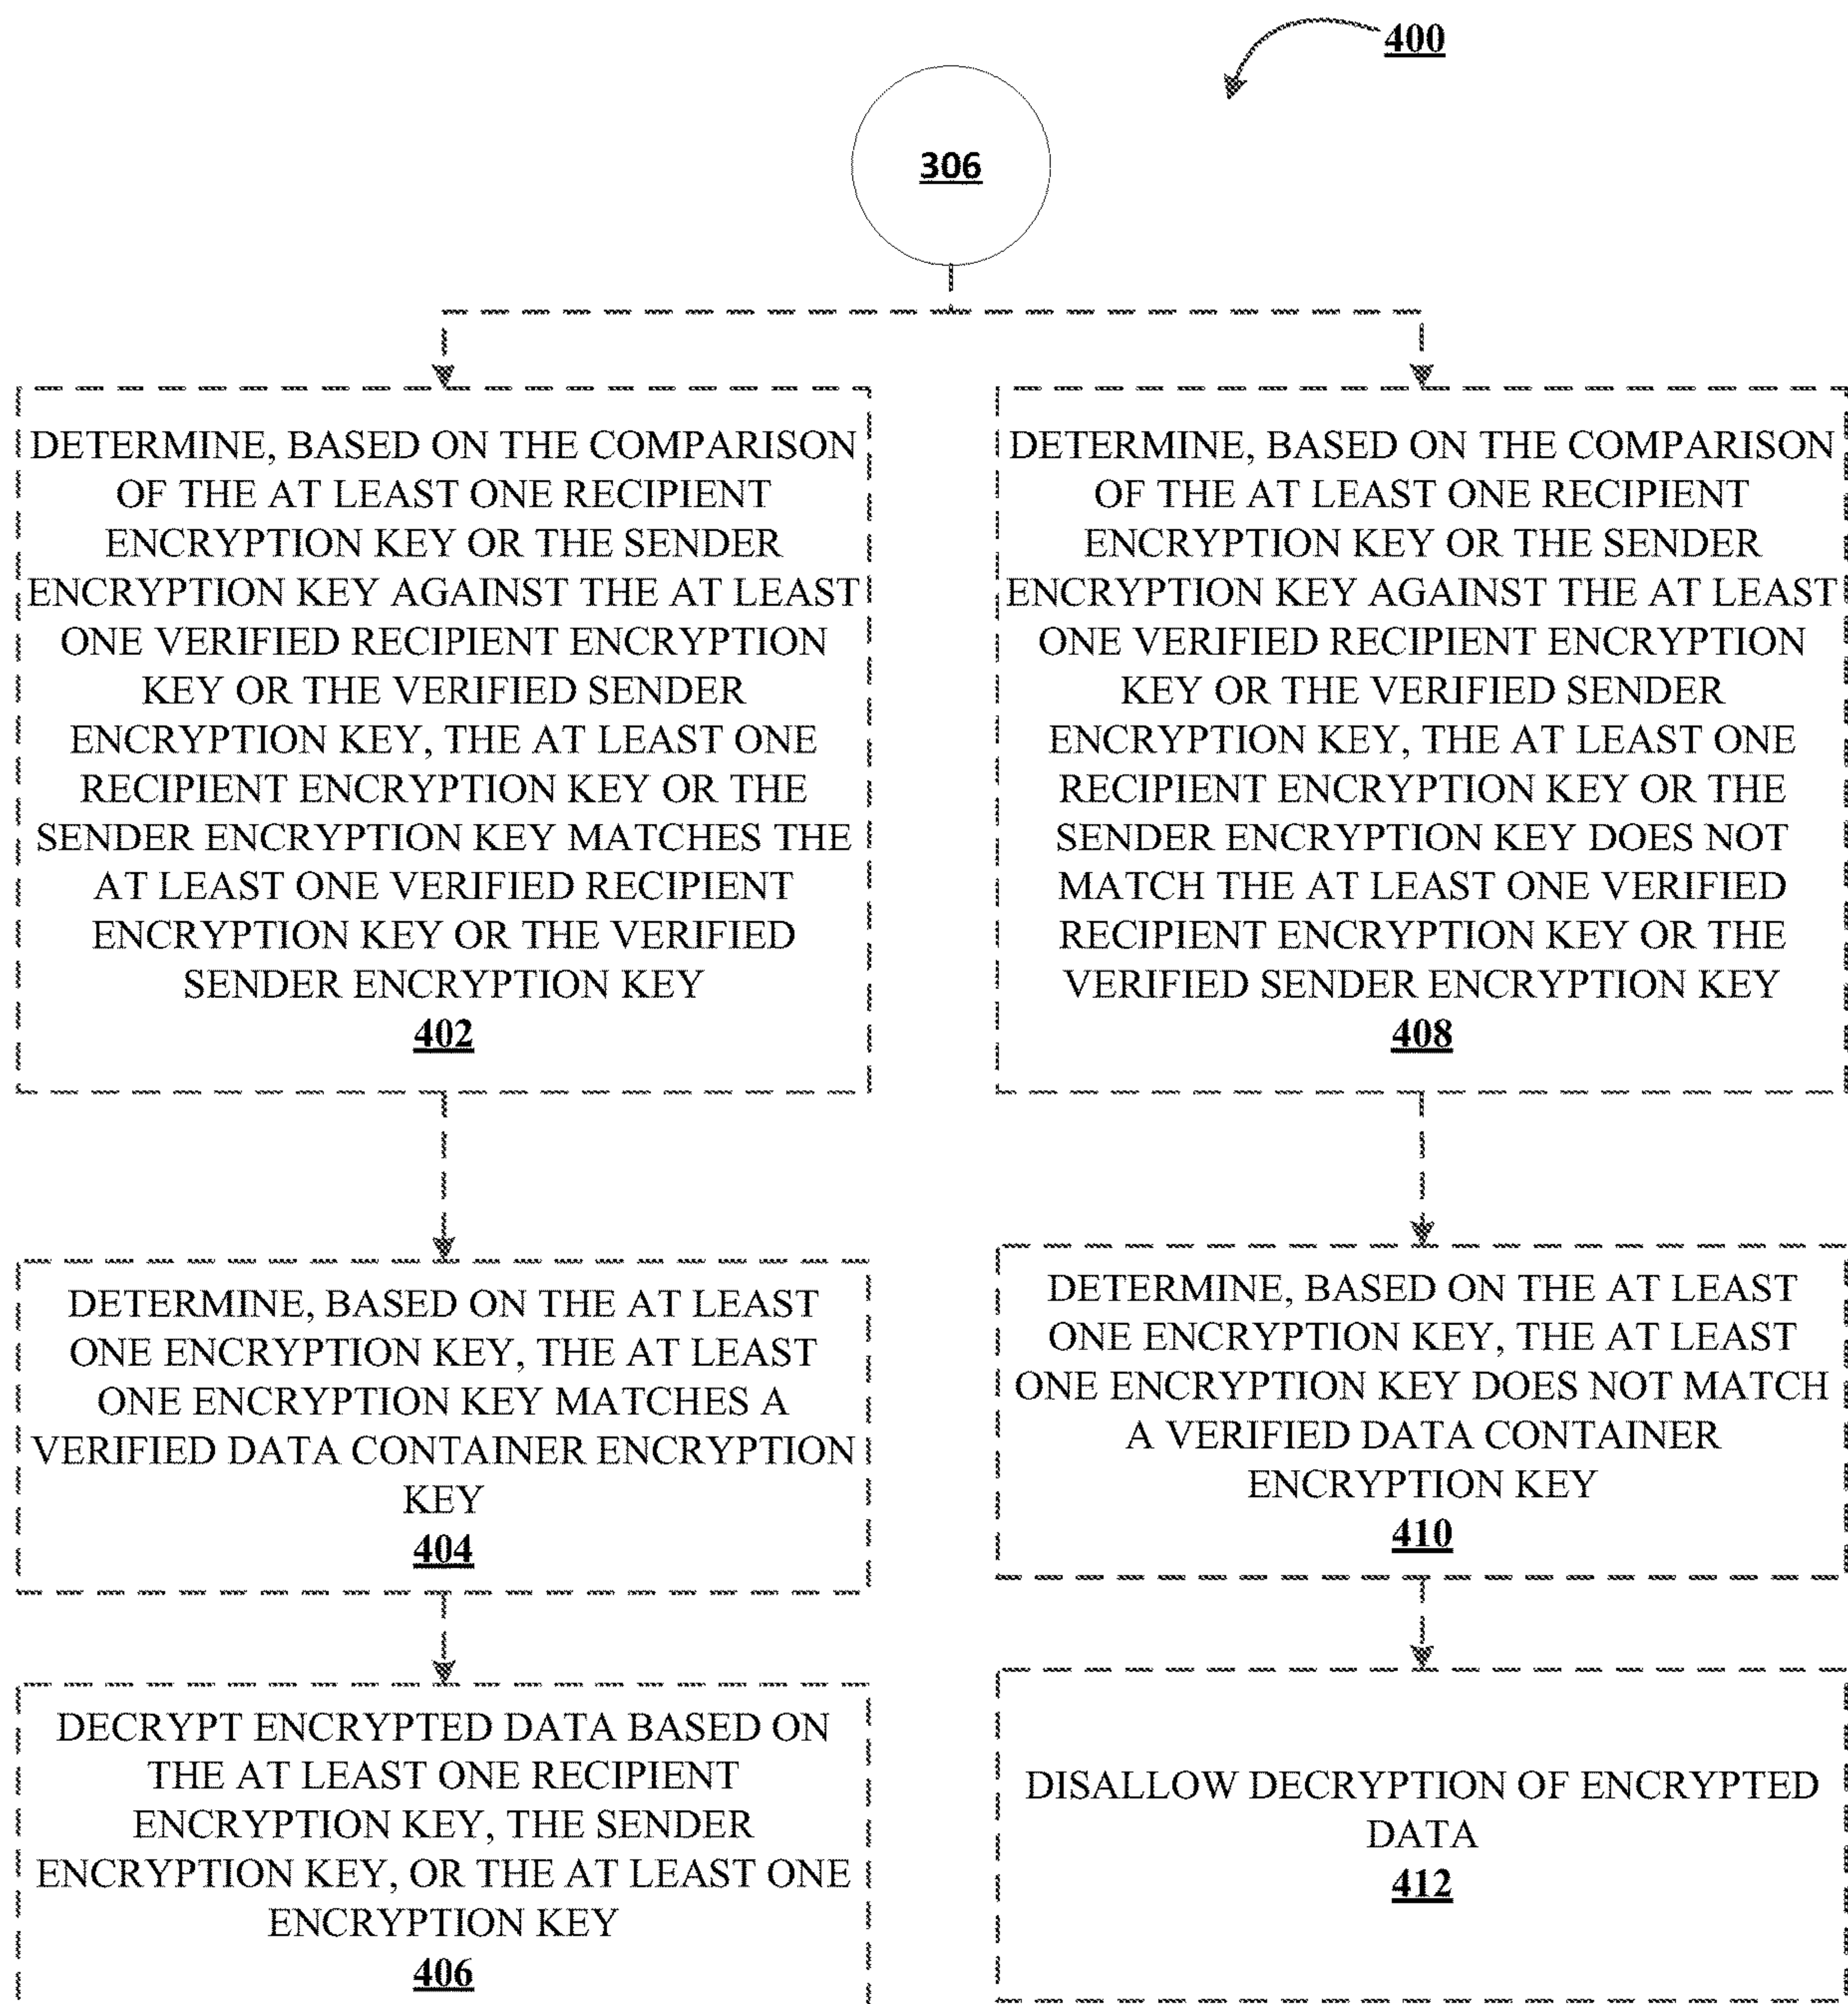 400
306
DETERMINE, BASED ON THE COMPARISON
OF THE AT LEAST ONE RECIPIENT
ENCRYPTION KEY OR THE SENDER
ENCRYPTION KEY AGAINST THE AT LEAST
ONE VERIFIED RECIPIENT ENCRYPTION
KEY OR THE VERIFIED SENDER
ENCRYPTION KEY, THE AT LEAST ONE
RECIPIENT ENCRYPTION KEY OR THE
SENDER ENCRYPTION KEY MATCHES THE
AT LEAST ONE VERIFIED RECIPIENT
ENCRYPTION KEY OR THE VERIFIED
SENDER ENCRYPTION KEY
402
DETERMINE, BASED ON THE AT LEAST
ONE ENCRYPTION KEY, THE AT LEAST
ONE ENCRYPTION KEY MATCHES A
VERIFIED DATA CONTAINER ENCRYPTION
KEY
404
DECRYPT ENCRYPTED DATA BASED ON
THE AT LEAST ONE RECIPIENT
ENCRYPTION KEY, THE SENDER
ENCRYPTION KEY, OR THE AT LEAST ONE
ENCRYPTION KEY
406
DETERMINE, BASED ON THE COMPARISON
OF THE AT LEAST ONE RECIPIENT
ENCRYPTION KEY OR THE SENDER
ENCRYPTION KEY AGAINST THE AT LEAST
ONE VERIFIED RECIPIENT ENCRYPTION
KEY OR THE VERIFIED SENDER
ENCRYPTION KEY, THE AT LEAST ONE
RECIPIENT ENCRYPTION KEY OR THE
SENDER ENCRYPTION KEY DOES NOT
MATCH THE AT LEAST ONE VERIFIED
RECIPIENT ENCRYPTION KEY OR THE
VERIFIED SENDER ENCRYPTION KEY
408
DETERMINE, BASED ON THE AT LEAST
ONE ENCRYPTION KEY, THE AT LEAST
ONE ENCRYPTION KEY DOES NOT MATCH
A VERIFIED DATA CONTAINER
ENCRYPTION KEY
410
DISALLOW DECRYPTION OF ENCRYPTED
DATA
412